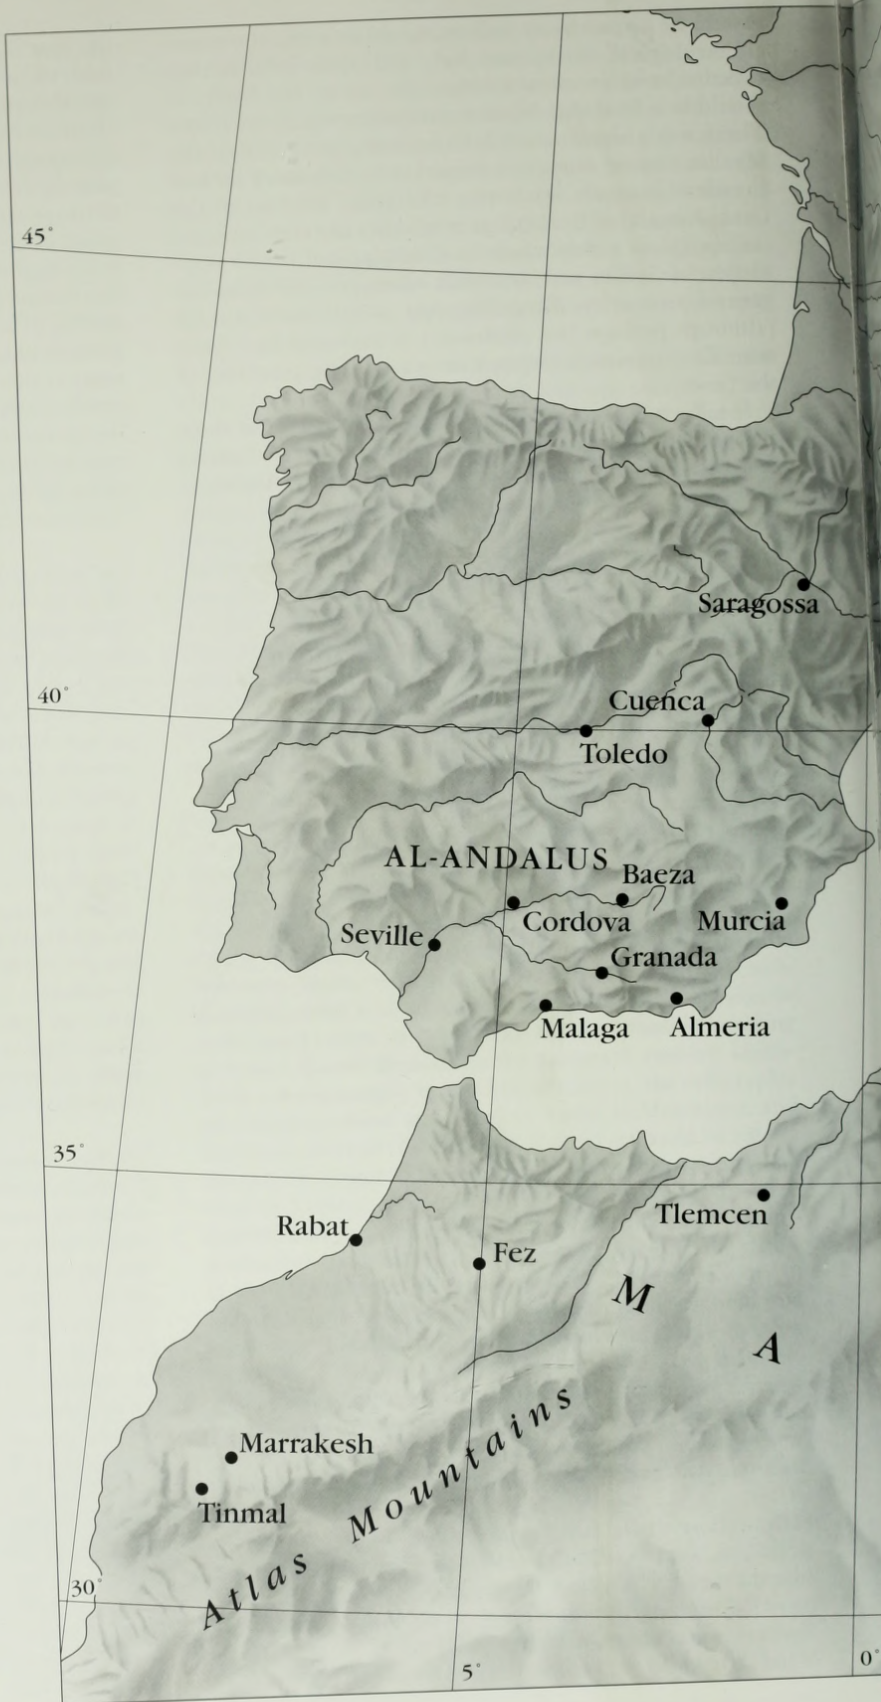 45°
Saragossa
40°
Cuenca
Toledo
AL-ANDALUS
Baeza
Cordova
Murcia
Seville
Granada
Malaga
Almeria
35°
Tlemcen
Rabat
Fez
M
A
Marrakesh
Tinmal
Atlas Mountains
30°
5°
0°